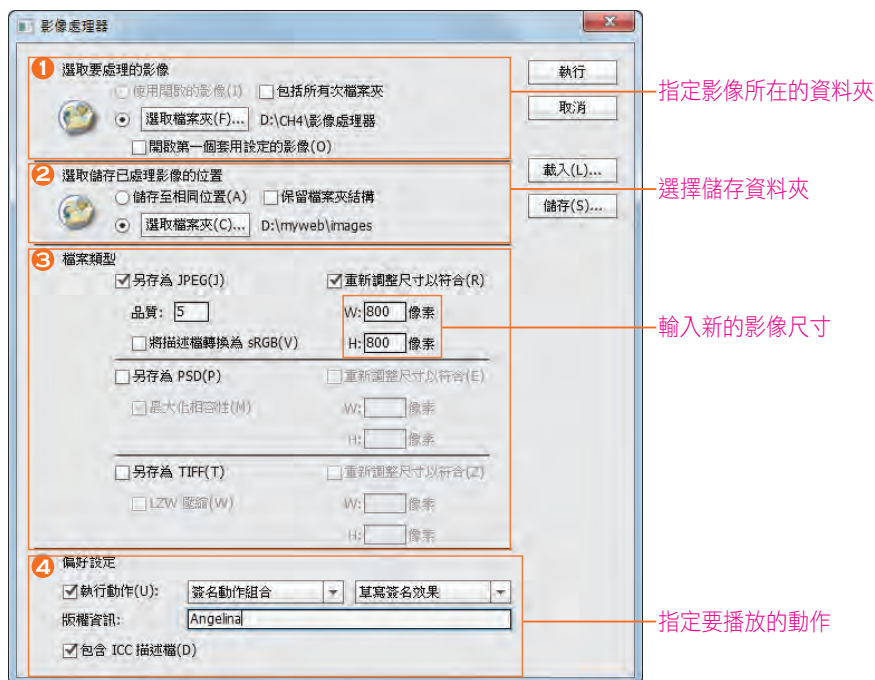 影像處理器
1 選取要處理的影像
使用開啟的影像(I) 包括所有次檔案夾
選取檔案夾(F)... D:\CH4\影像處理器
開啟第一個套用設定的影像(O)
2 選取儲存已處理影像的位置
儲存至相同位置(A) 保留檔案夾結構
選取檔案夾(C)... D:\myweb\images
3 檔案類型
另存為 JPEG(J) 重新調整尺寸以符合(R)
品質: 5 W: 800 像素
將描述檔轉換為 sRGB(V) H: 800 像素
另存為 PSD(P) 重新調整尺寸以符合(E)
最大化相容性(M) W: 像素
H: 像素
另存為 TIFF(T) 重新調整尺寸以符合(Z)
LZW 壓縮(W) W: 像素
H: 像素
4 偏好設定
執行動作(U): 簽名動作組合 草寫簽名效果
版權資訊: Angelina
包含 ICC 描述檔(D)
執行
取消
載入(L)...
儲存(S)...
指定影像所在的資料夾
選擇儲存資料夾
輸入新的影像尺寸
指定要播放的動作